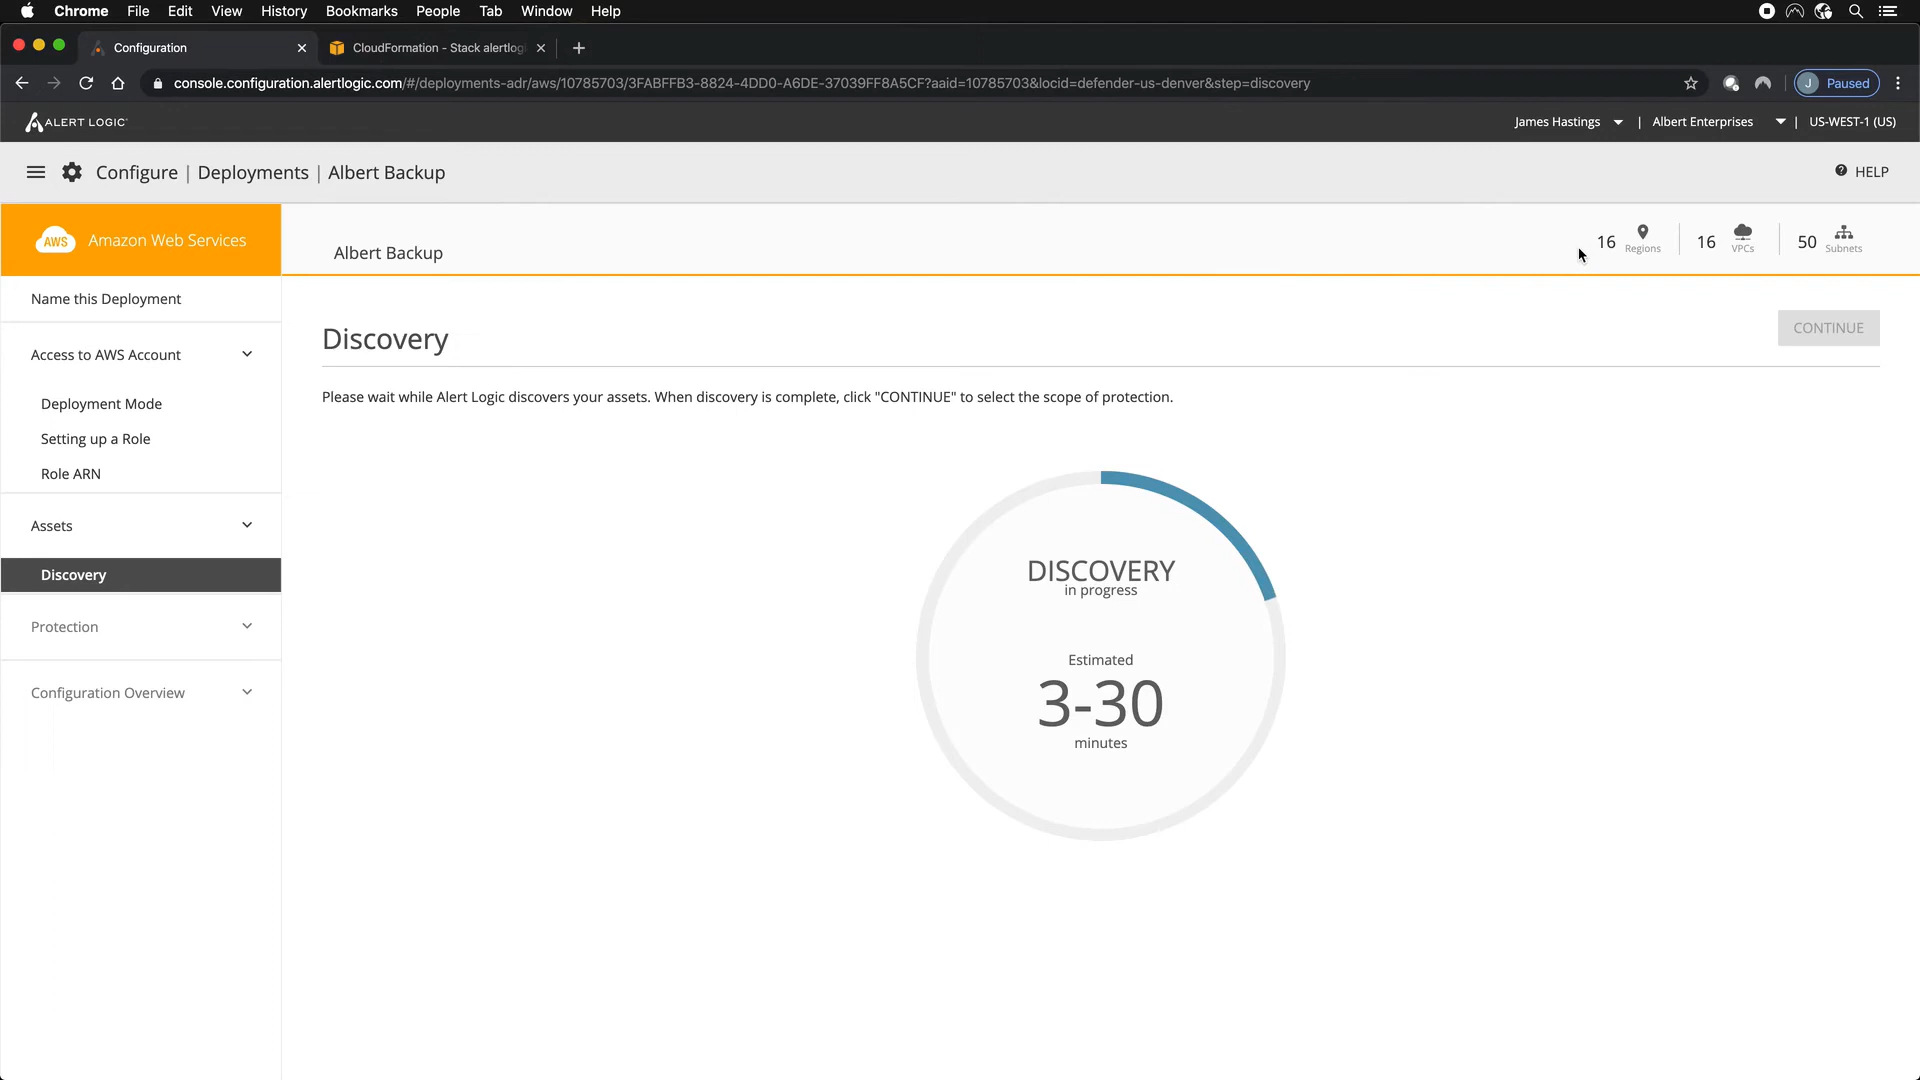 Chrome File Edit View History Bookmarks People Tab Window Help
Configuration CloudFormation - Stack alertlog
console.configuration.alertlogic.com/#/deployments-adr/aws/10785703/3FABFFB3-8824-4DD0-A6DE-37039FF8A5CF?aaid=10785703&locid=defender-us-denver&step=discovery J Paused
ALERT LOGIC James Hastings | Albert Enterprises | US-WEST-1 (US)
Configure | Deployments | Albert Backup HELP
AWS Amazon Web Services
Albert Backup 16 Regions 16 VPCs 50 Subnets
Name this Deployment
Access to AWS Account
Deployment Mode
Setting up a Role
Role ARN
Assets
Discovery
Protection
Configuration Overview
Discovery CONTINUE
Please wait while Alert Logic discovers your assets. When discovery is complete, click "CONTINUE" to select the scope of protection.
DISCOVERY
in progress
Estimated
3-30
minutes